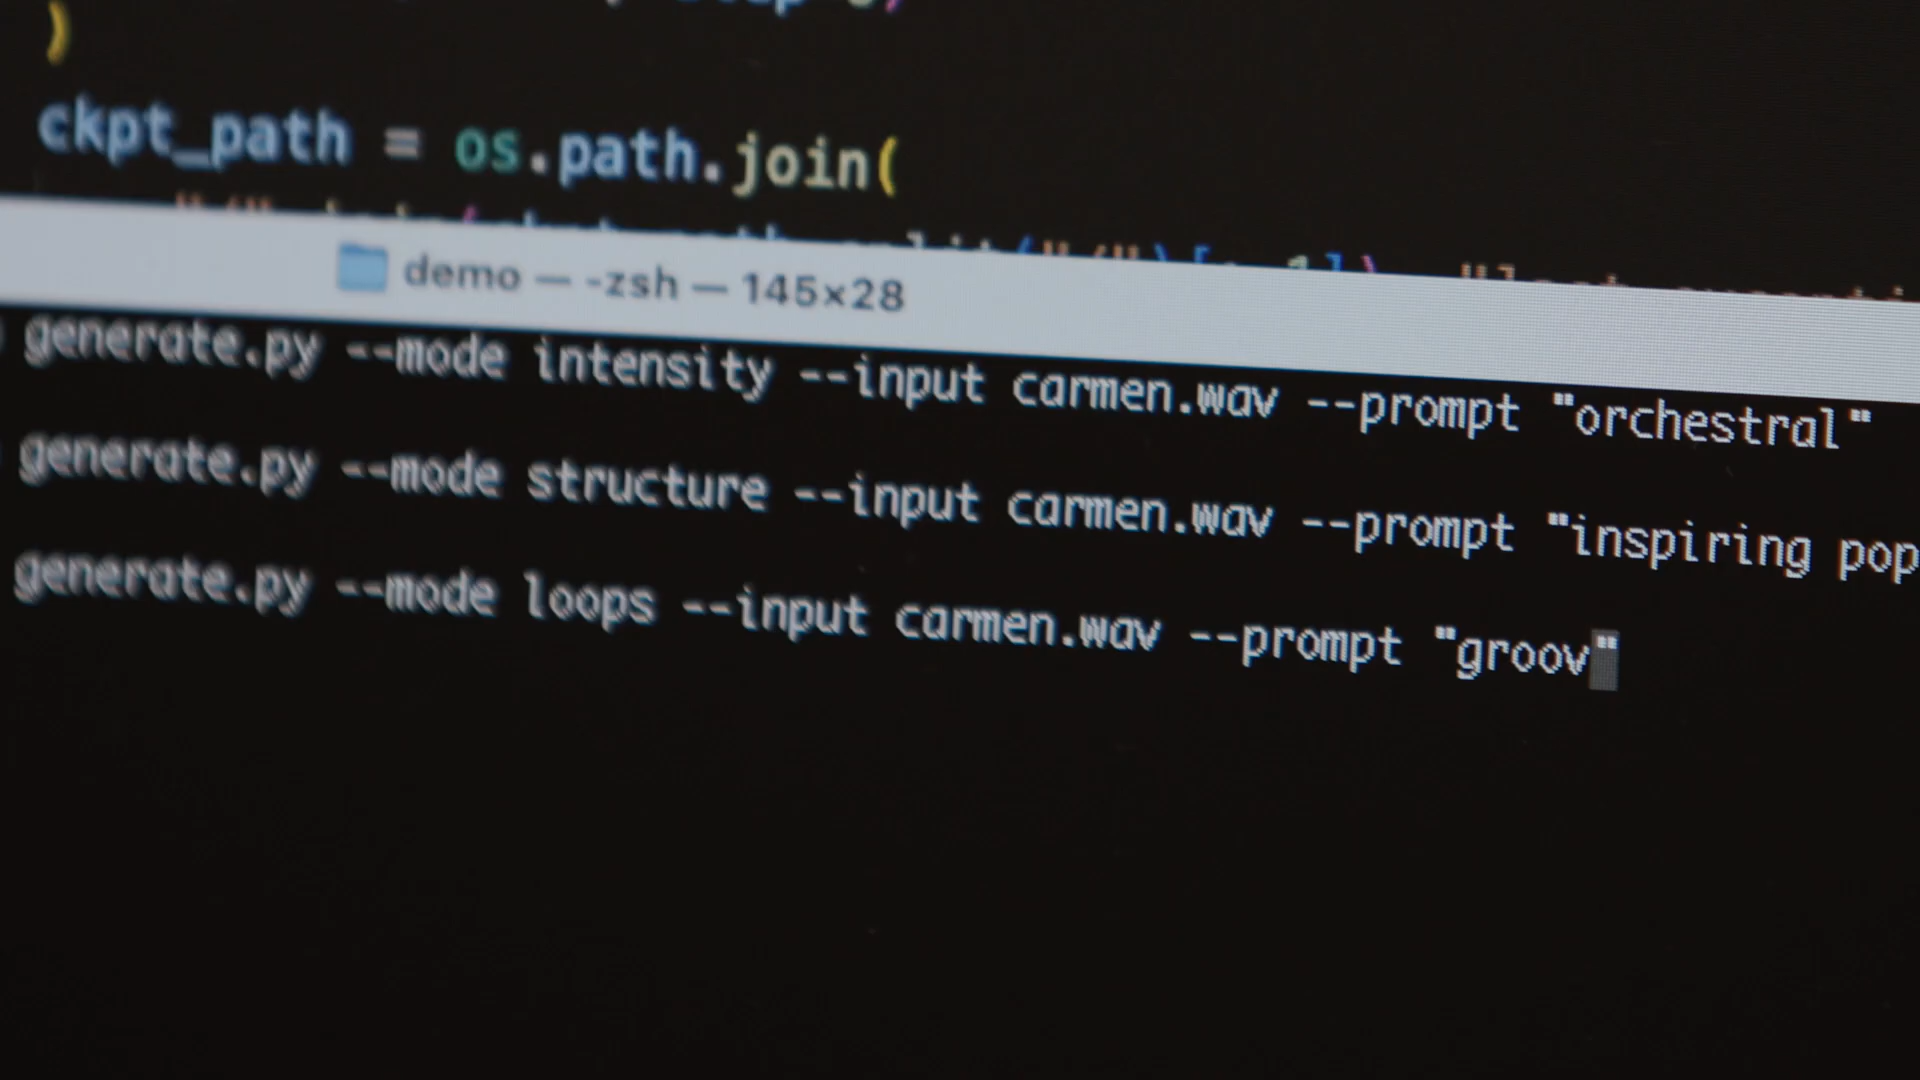 )
ckpt_path = os.path.join(
demo — -zsh — 145×28
generate.py --mode intensity --input carmen.wav --prompt "orchestral"
generate.py --mode structure --input carmen.wav --prompt "inspiring pop
generate.py --mode loops --input carmen.wav --prompt "groov"